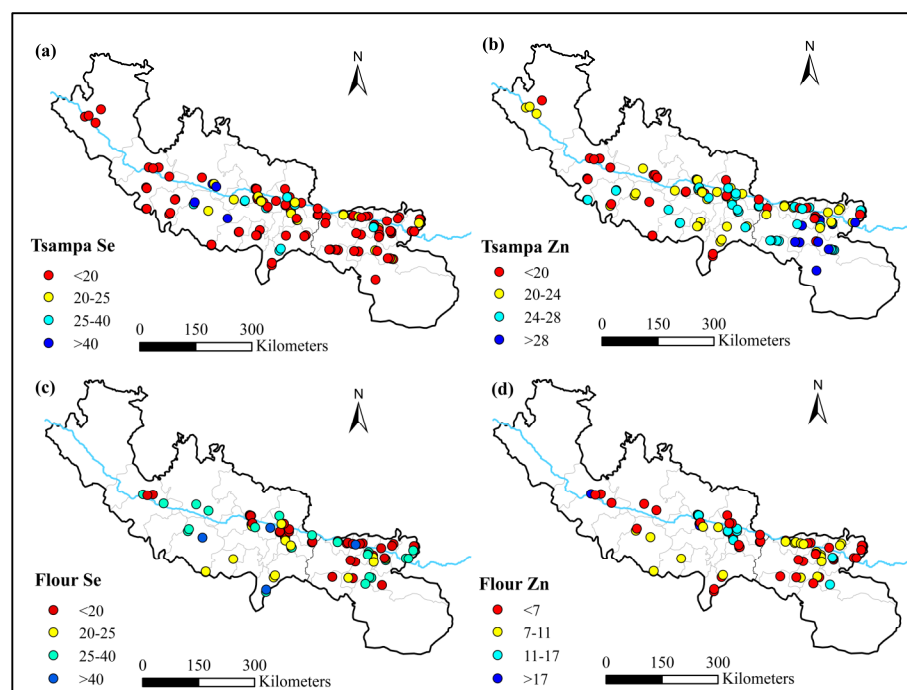 (a)
N
Tsampa Se
<20
20-25
25-40
>40
0 150 300
Kilometers
(b)
N
Tsampa Zn
<20
20-24
24-28
>28
0 150 300
Kilometers
(c)
N
Flour Se
<20
20-25
25-40
>40
0 150 300
Kilometers
(d)
N
Flour Zn
<7
7-11
11-17
>17
0 150 300
Kilometers